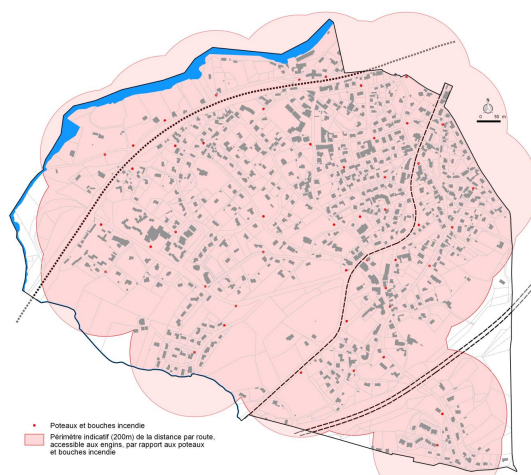 0 50 m
Poteaux et bouches incendie
Périmètre indicatif (200m) de la distance par route,
accessible aux engins, par rapport aux poteaux
et bouches incendie